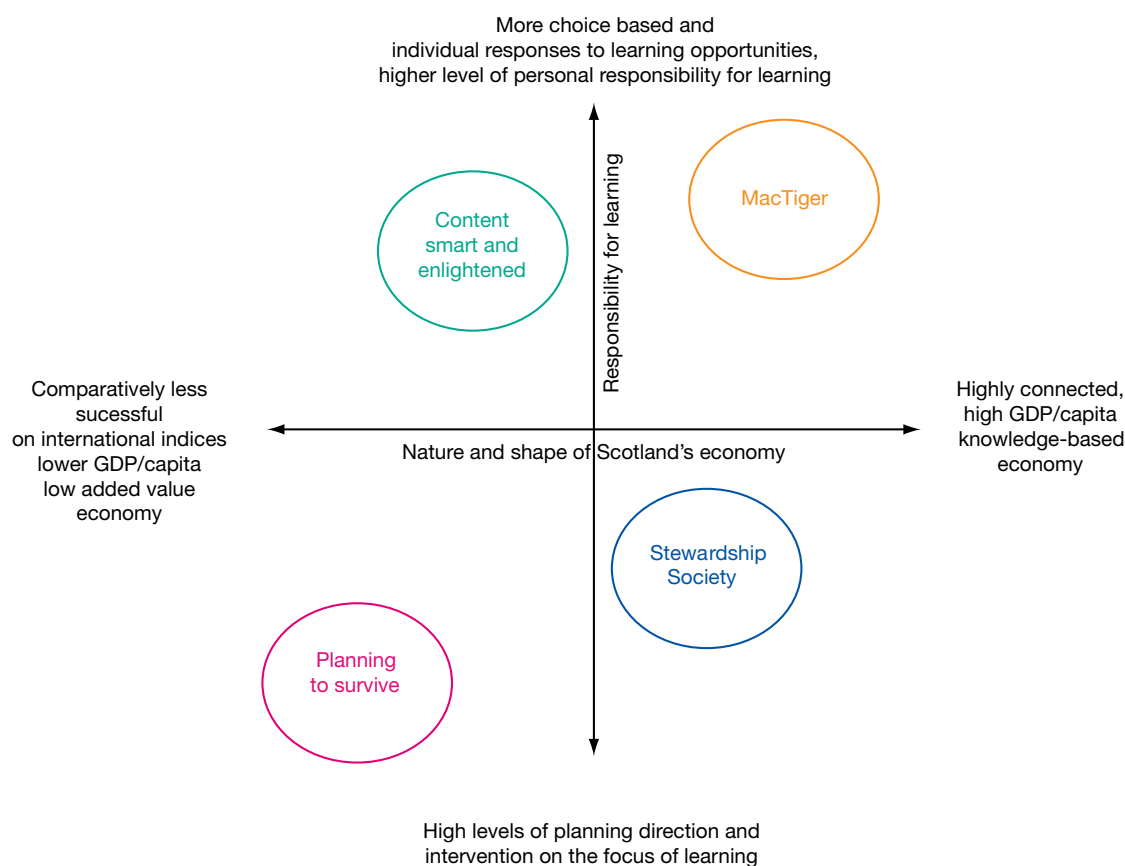 More choice based and
individual responses to learning opportunities,
higher level of personal responsibility for learning
Responsibility for learning
MacTiger
Content
smart and
enlightened
Comparatively less
sucessful
on international indices
lower GDP/capita
low added value
economy
Highly connected,
high GDP/capita
knowledge-based
economy
Nature and shape of Scotland's economy
Stewardship
Society
Planning
to survive
High levels of planning direction and
intervention on the focus of learning